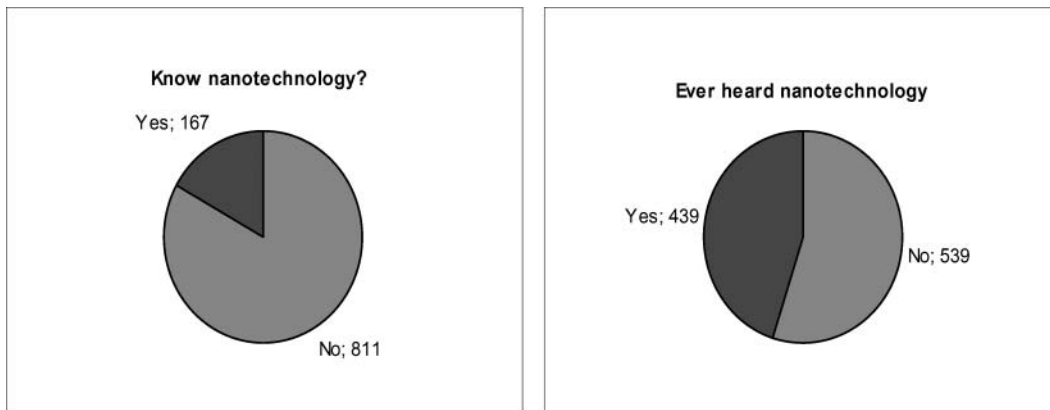 Know nanotechnology?
Yes; 167
No; 811
Ever heard nanotechnology
Yes; 439
No; 539